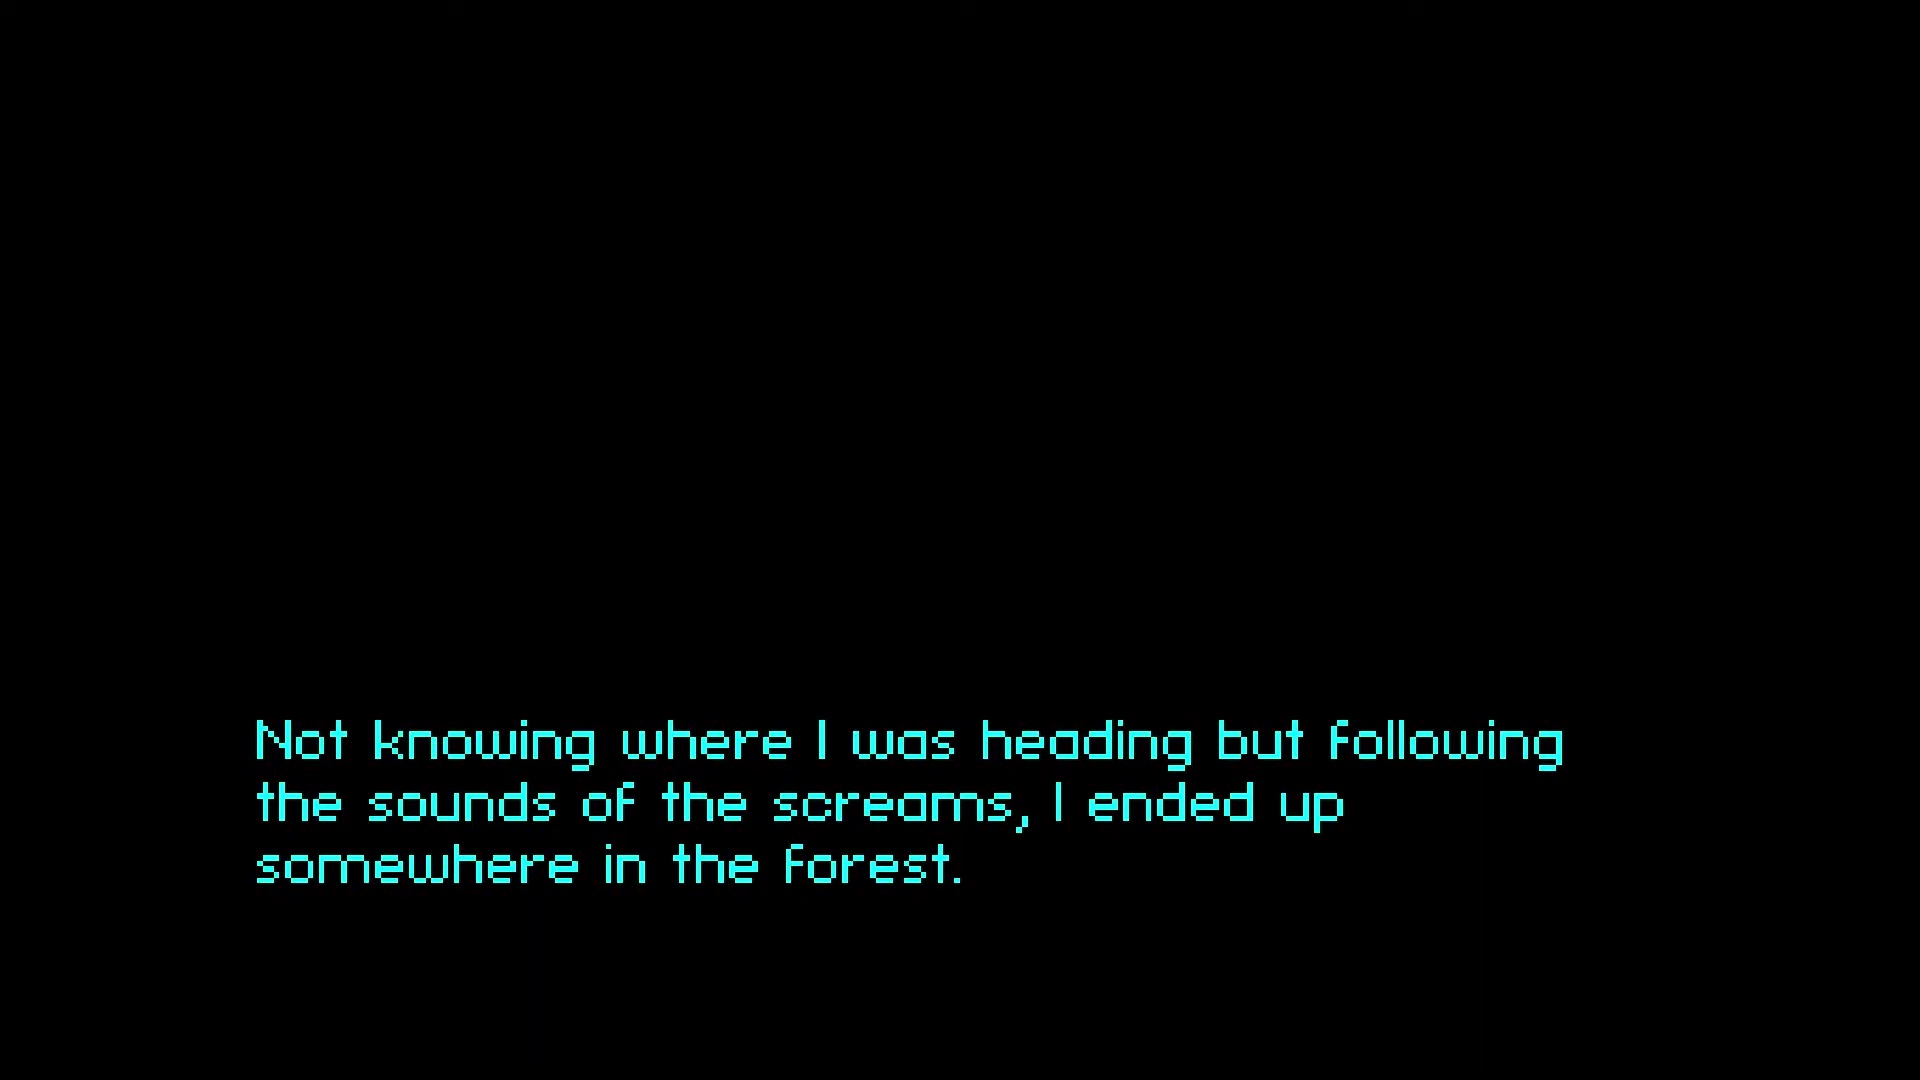 Not knowing where I was heading but following
the sounds of the screams, I ended up
somewhere in the forest.